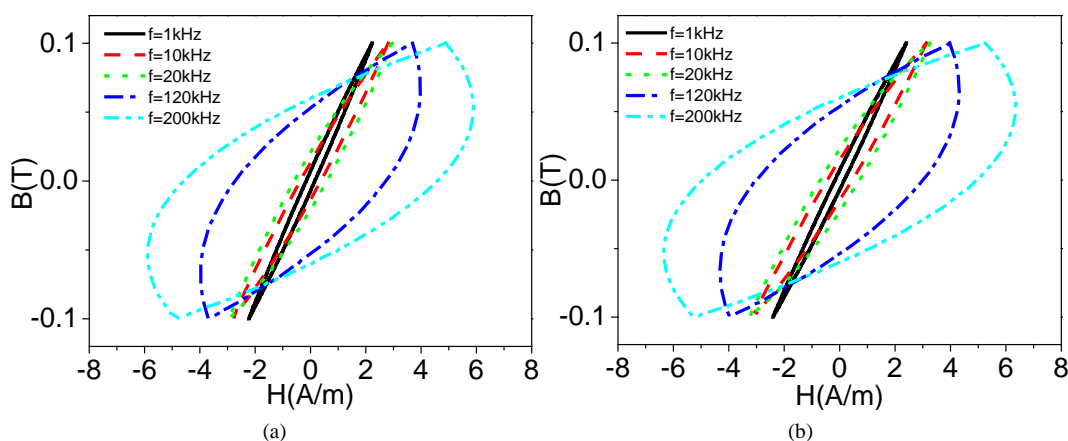 0.1
0.0
-0.1
B(T)
f=1kHz
f=10kHz
f=20kHz
f=120kHz
f=200kHz
-8 -6 -4 -2 0 2 4 6 8
H(A/m)
(a)
0.1
0.0
-0.1
B(T)
f=1kHz
f=10kHz
f=20kHz
f=120kHz
f=200kHz
-8 -6 -4 -2 0 2 4 6 8
H(A/m)
(b)